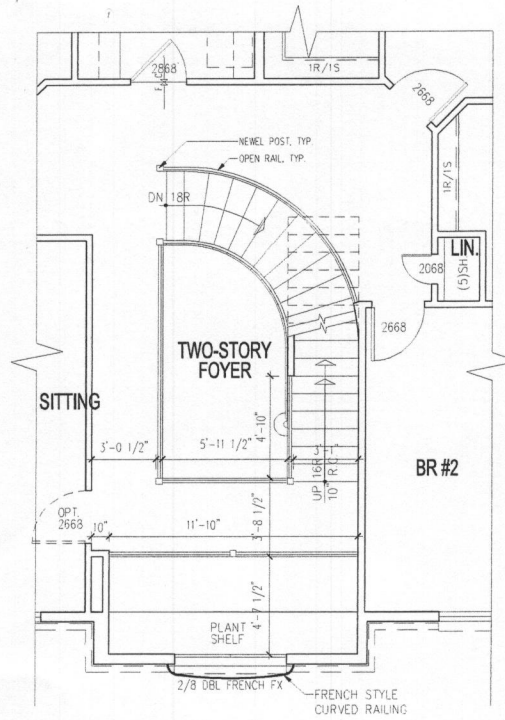 2868
1R/1S
2668
NEWEL POST, TYP.
OPEN RAIL, TYP.
1R/1S
DN 18R
LIN.
(5)SH
2068
2668
TWO-STORY
FOYER
SITTING
BR #2
4'-10"
3'-0 1/2"
5'-11 1/2"
3'-1"
UP 16R
10" R.C.
OPT.
2668
10"
11'-10"
3'-8 1/2"
4'-7 1/2"
PLANT
SHELF
2/8 DBL FRENCH FX
FRENCH STYLE
CURVED RAILING